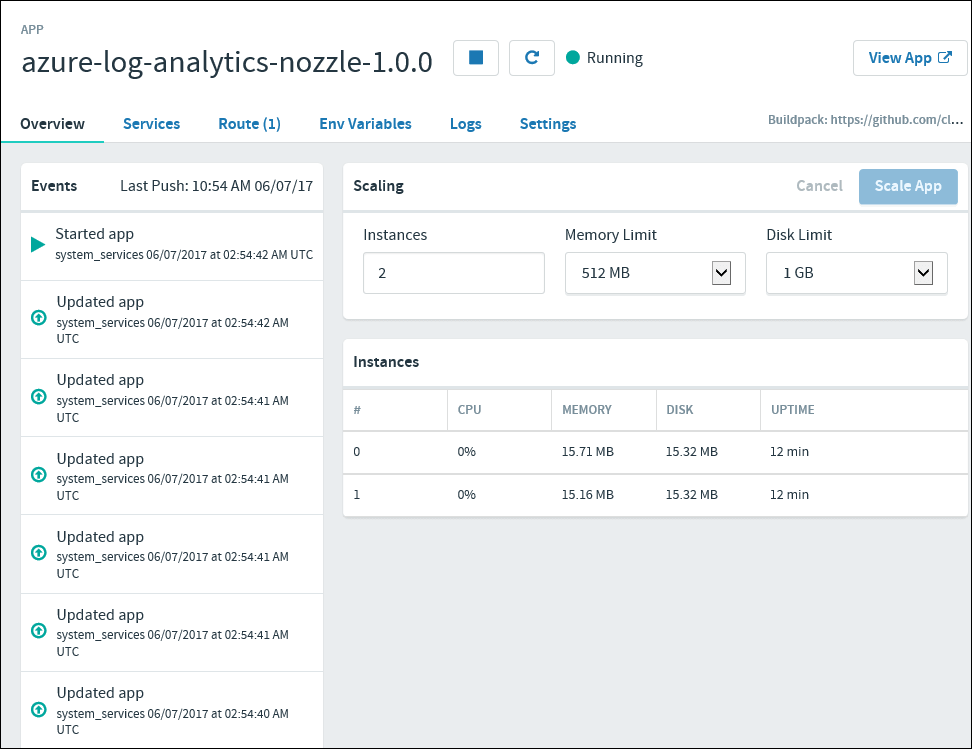 APP
azure-log-analytics-nozzle-1.0.0
Running
View App
Overview
Services
Route (1)
Env Variables
Logs
Settings
Buildpack: https://github.com/cl...
Events
Last Push: 10:54 AM 06/07/17
Started app
system_services 06/07/2017 at 02:54:42 AM UTC
Updated app
system_services 06/07/2017 at 02:54:42 AM
UTC
Updated app
system_services 06/07/2017 at 02:54:41 AM
UTC
Updated app
system_services 06/07/2017 at 02:54:41 AM
UTC
Updated app
system_services 06/07/2017 at 02:54:41 AM
UTC
Updated app
system_services 06/07/2017 at 02:54:41 AM
UTC
Updated app
system_services 06/07/2017 at 02:54:40 AM
UTC
Scaling
Cancel
Scale App
Instances
Memory Limit
Disk Limit
2
512 MB
1 GB
Instances
# CPU MEMORY DISK UPTIME
0 0% 15.71 MB 15.32 MB 12 min
1 0% 15.16 MB 15.32 MB 12 min